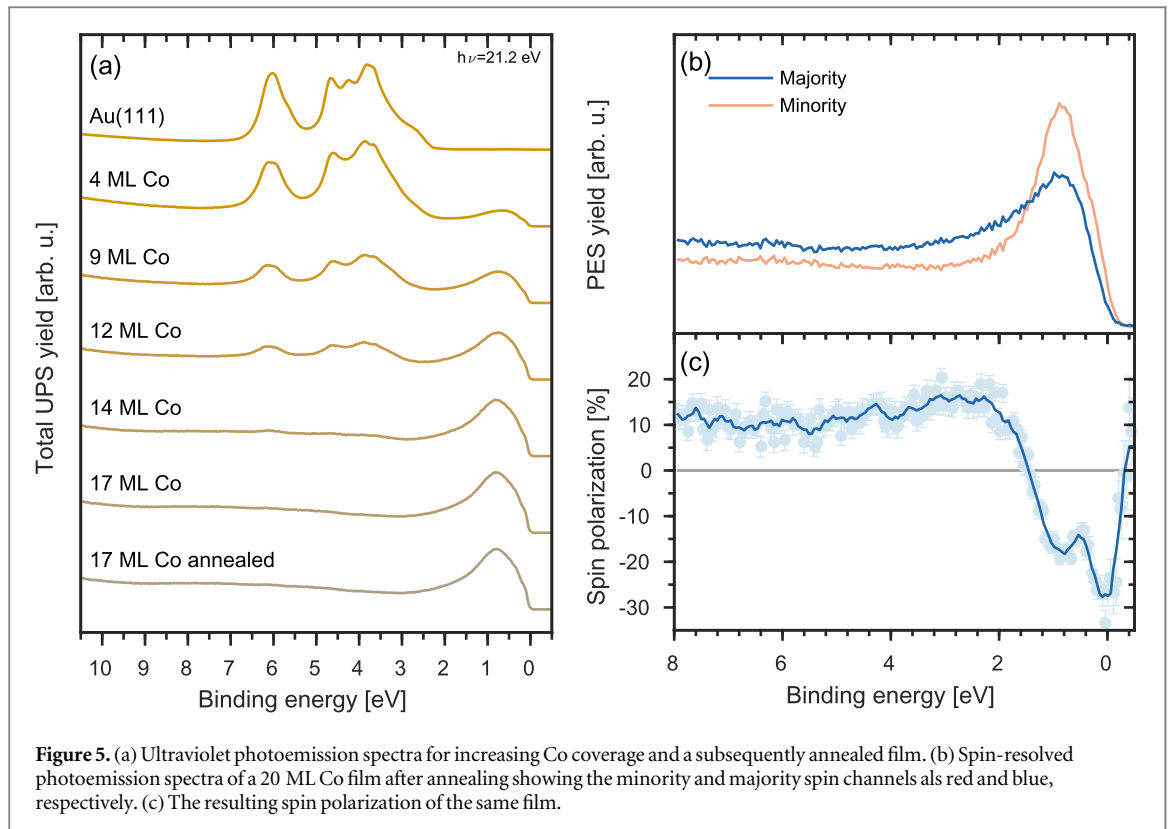 (a)
hν=21.2 eV
Au(111)
4 ML Co
9 ML Co
12 ML Co
14 ML Co
17 ML Co
17 ML Co annealed
Total UPS yield [arb. u.]
10 9 8 7 6 5 4 3 2 1 0
Binding energy [eV]
(b)
Majority
Minority
PES yield [arb. u.]
(c)
20
10
0
-10
-20
-30
Spin polarization [%]
8 6 4 2 0
Binding energy [eV]
Figure 5. (a) Ultraviolet photoemission spectra for increasing Co coverage and a subsequently annealed film. (b) Spin-resolved
photoemission spectra of a 20 ML Co film after annealing showing the minority and majority spin channels als red and blue,
respectively. (c) The resulting spin polarization of the same film.